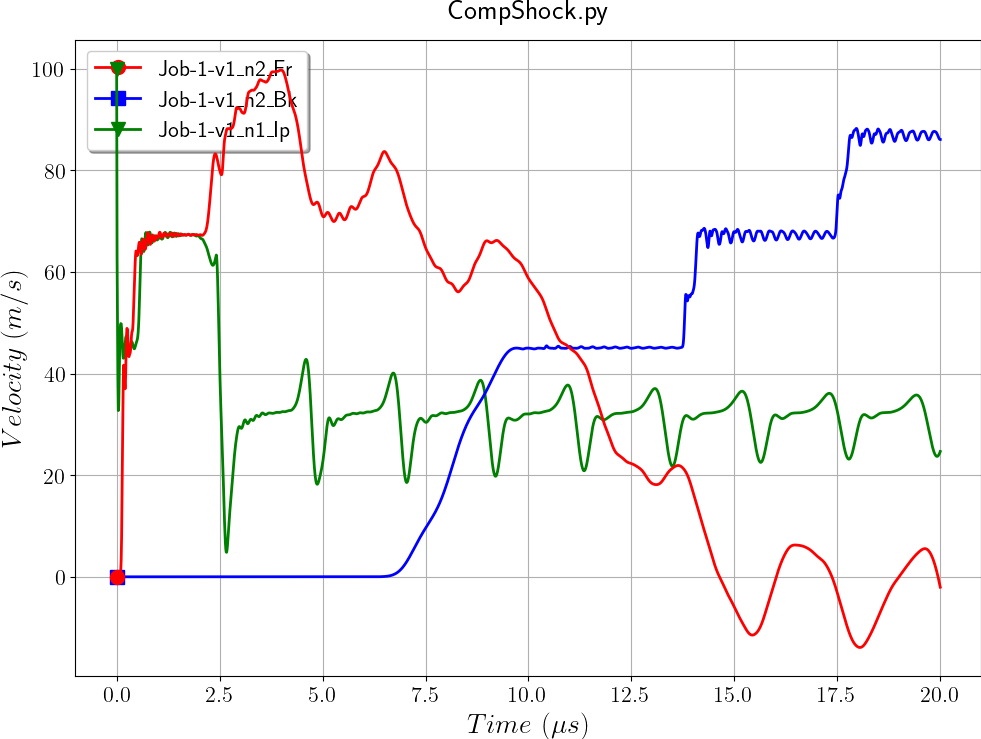 CompShock.py
Job-1-v1_n2_Fr
Job-1-v1_n2_Bk
Job-1-v1_n1_Ip
100
80
60
40
20
0
Velocity (m/s)
0.0 2.5 5.0 7.5 10.0 12.5 15.0 17.5 20.0
Time (μs)